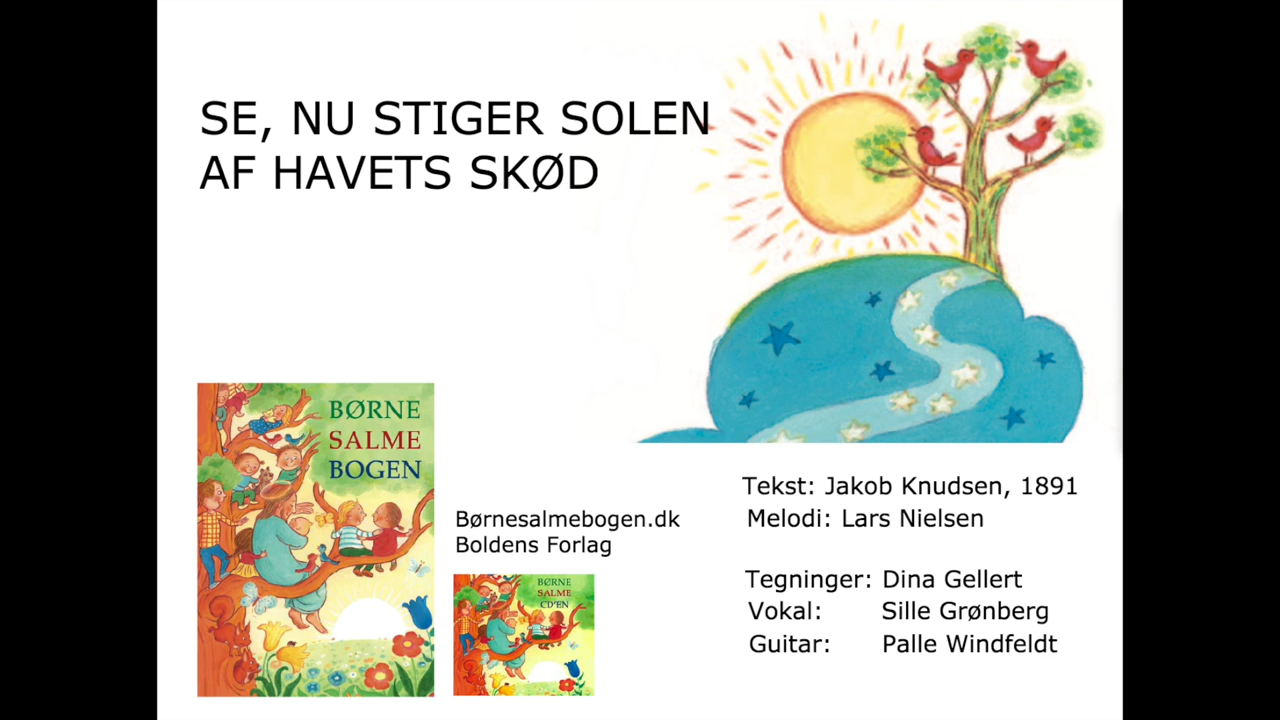 SE, NU STIGER SOLEN
AF HAVETS SKØD
BØRNE
SALME
BOGEN
Børnesalmebogen.dk
Boldens Forlag
BØRNE
SALME
CD'EN
Tekst: Jakob Knudsen, 1891
Melodi: Lars Nielsen
Tegninger: Dina Gellert
Vokal: Sille Grønberg
Guitar: Palle Windfeldt